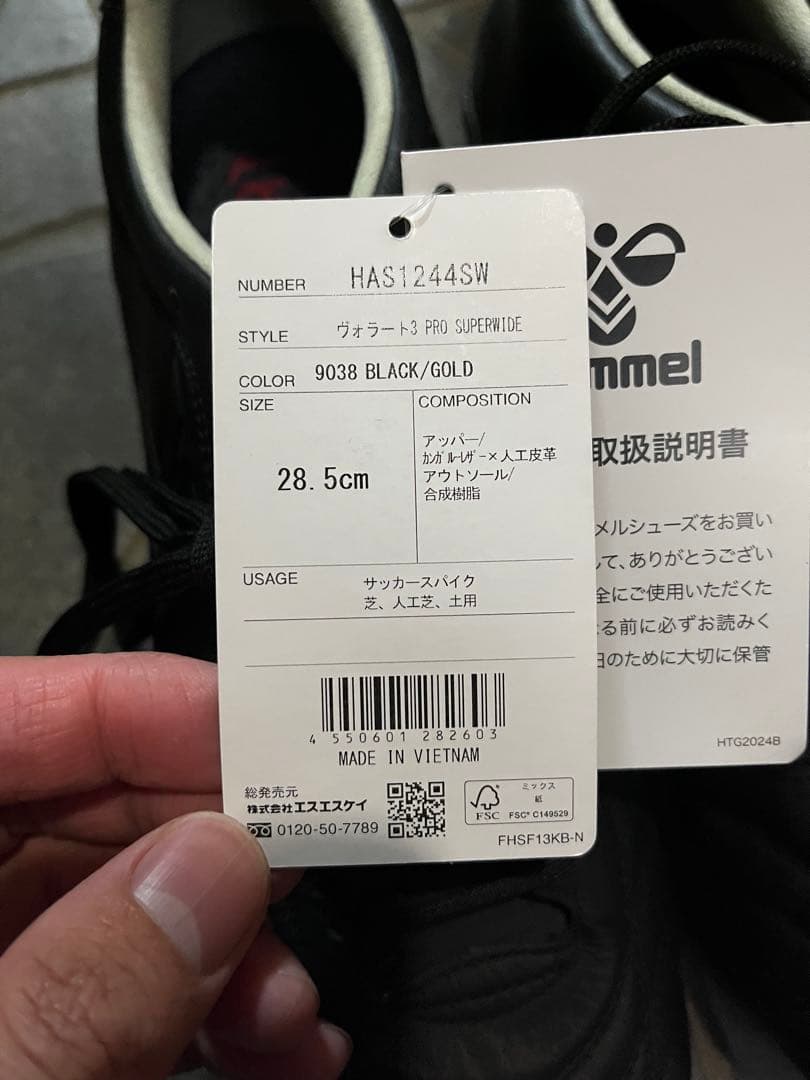 NUMBER HAS1244SW
STYLE ヴォラート3 PRO SUPERWIDE
COLOR 9038 BLACK/GOLD
SIZE
28.5cm
COMPOSITION
アッパー/
ｶﾝｶﾞﾙｰﾚｻﾞｰ×人工皮革
アウトソール/
合成樹脂
USAGE
サッカースパイク
芝、人工芝、土用
4 550601 282603
MADE IN VIETNAM
総発売元
株式会社エスエスケイ
0120-50-7789
FSC
ミックス
紙
FSC® C149529
FHSF13KB-N
mmel
取扱説明書
メルシューズをお買い
て、ありがとうござい
全にご使用いただくた
る前に必ずお読みく
日のために大切に保管
HTG2024B